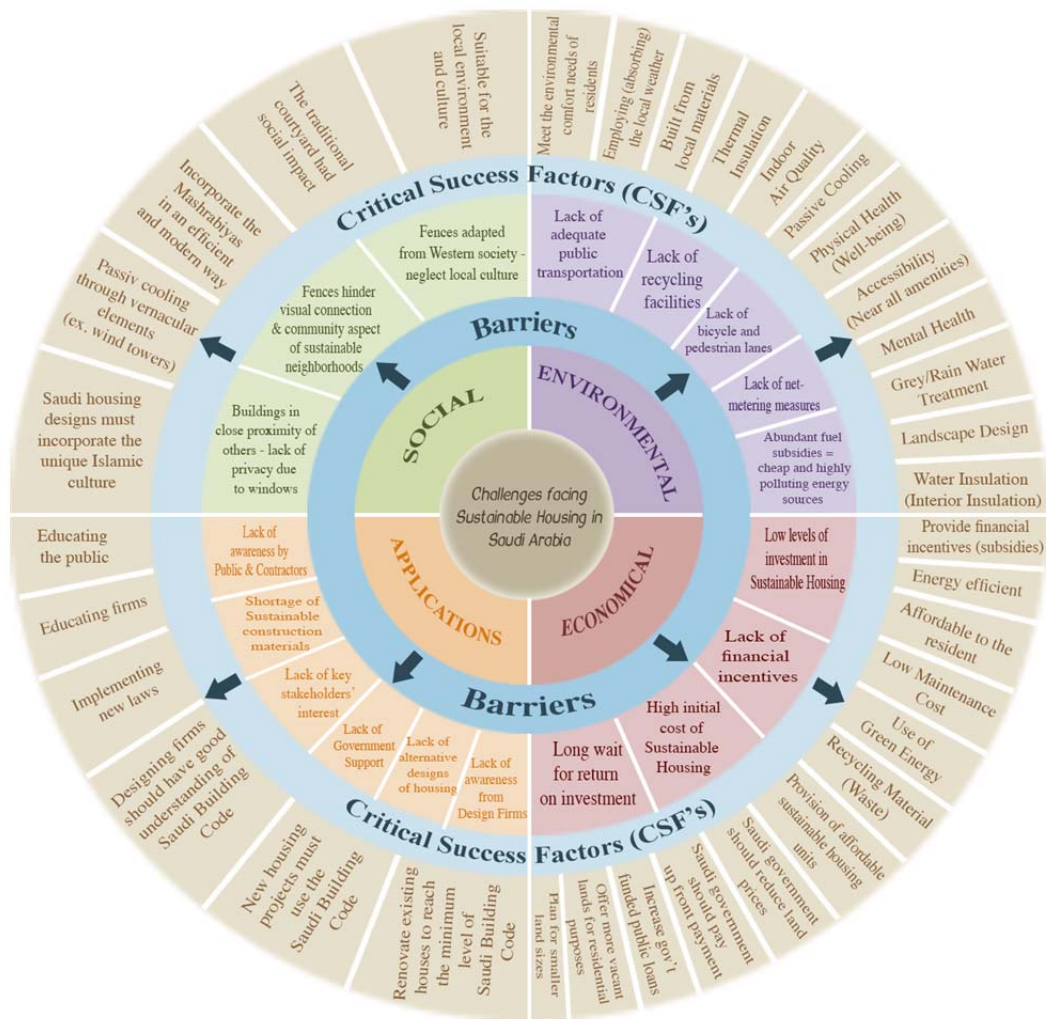 Challenges facing
Sustainable Housing in
Saudi Arabia
SOCIAL
ENVIRONMENTAL
ECONOMICAL
APPLICATIONS
Barriers
Barriers
Critical Success Factors (CSF's)
Critical Success Factors (CSF's)
Buildings in
close proximity of
others - lack of
privacy due
to windows
Fences hinder
visual connection
& community aspect
of sustainable
neighborhoods
Fences adapted
from Western society -
neglect local culture
Lack of
adequate
public
transportation
Lack of
recycling
facilities
Lack of
bicycle and
pedestrian lanes
Lack of net-
metering measures
Abundant fuel
subsidies =
cheap and highly
polluting energy
sources
Low levels of
investment in
Sustainable Housing
Lack of
financial
incentives
High initial
cost of
Sustainable
Housing
Long wait
for return
on investment
Lack of
awareness from
Design Firms
Lack of
alternative
designs
of housing
Lack of
Government
Support
Lack of key
stakeholders'
interest
Shortage of
Sustainable
construction
materials
Lack of
awareness by
Public & Contractors
Saudi housing
designs must
incorporate the
unique Islamic
culture
Passiv cooling
through vernacular
elements
(ex. wind towers)
Incorporate the
Mashrabiyas
in an efficient
and modern way
The traditional
courtyard had
social impact
Suitable for the
local environment
and culture
Meet the environmental
comfort needs of
residents
Employing (absorbing)
the local weather
Built from
local materials
Thermal
Insulation
Indoor
Air Quality
Passive Cooling
Physical Health
(Well-being)
Accessibility
(Near all amenities)
Mental Health
Grey/Rain Water
Treatment
Landscape Design
Water Insulation
(Interior Insulation)
Provide financial
incentives (subsidies)
Energy efficient
Affordable to the
resident
Low Maintenance
Cost
Use of
Green Energy
Recycling Material
(Waste)
Provision of affordable
sustainable housing
units
Saudi government
should reduce land
prices
Saudi government
should pay
up front payment
Increase gov't
funded public loans
Offer more vacant
lands for residential
purposes
Plan for smaller
land sizes
Renovate existing
houses to reach
the minimum
level of
Saudi Building
Code
New housing
projects must
use the
Saudi Building
Code
Designing firms
should have good
understanding of
Saudi Building
Code
Implementing
new laws
Educating firms
Educating
the public